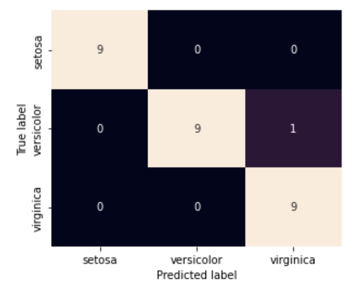 setosa
9 0 0
True label
versicolor
0 9 1
virginica
0 0 9
setosa versicolor virginica
Predicted label